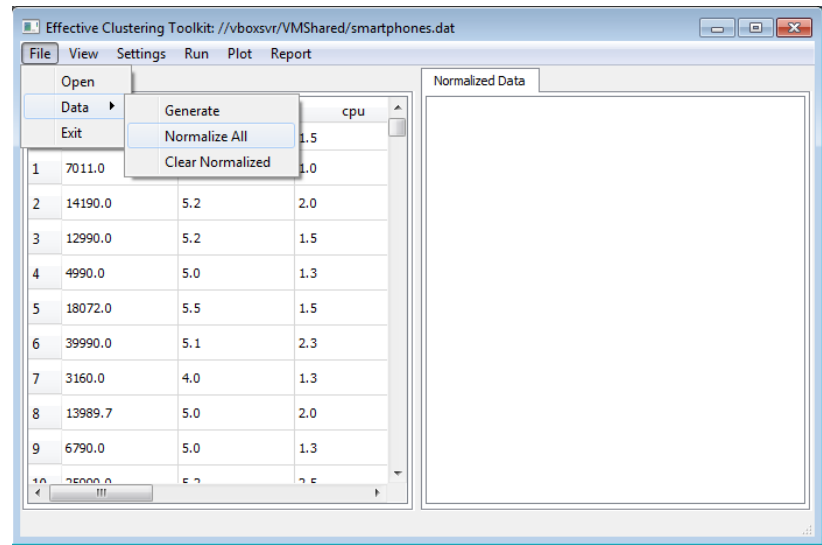 Effective Clustering Toolkit: //vboxsvr/VMShared/smartphones.dat
File View Settings Run Plot Report
Open
Data
Exit
Generate
Normalize All
Clear Normalized
Normalized Data
cpu
1.5
1 7011.0 1.0
2 14190.0 5.2 2.0
3 12990.0 5.2 1.5
4 4990.0 5.0 1.3
5 18072.0 5.5 1.5
6 39990.0 5.1 2.3
7 3160.0 4.0 1.3
8 13989.7 5.0 2.0
9 6790.0 5.0 1.3
10